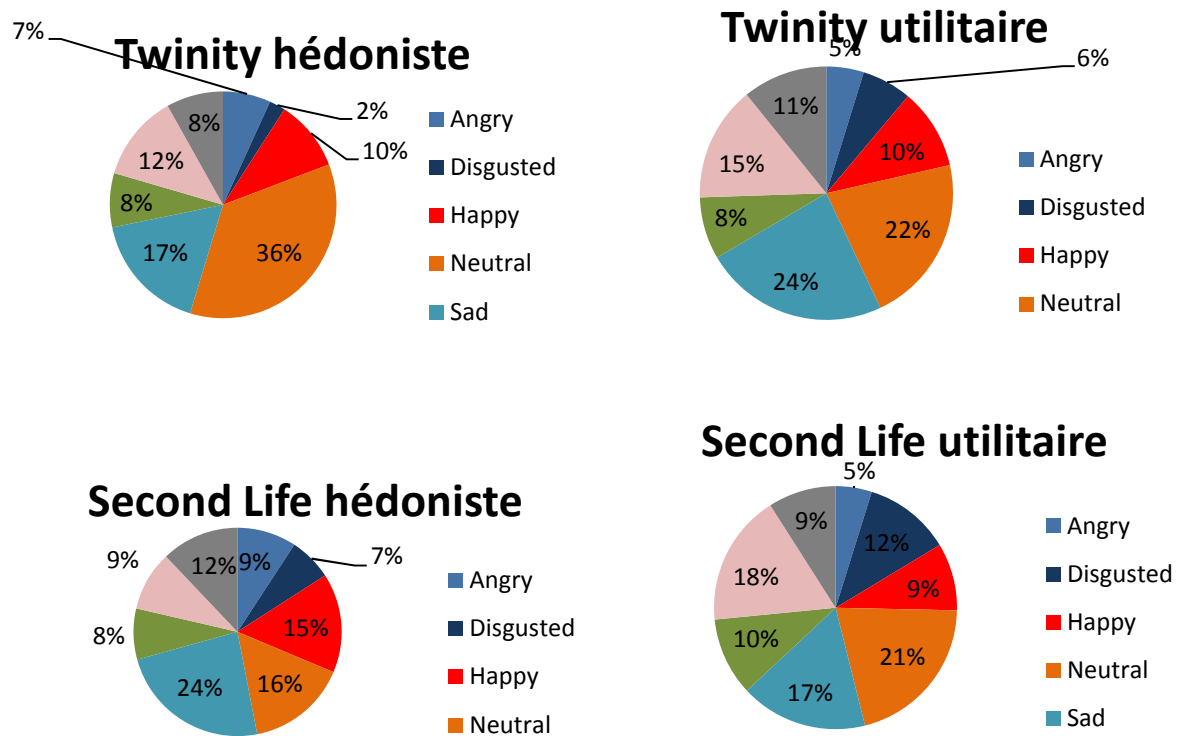 Twinity hédoniste
7%
2%
10%
36%
17%
8%
12%
8%
Angry
Disgusted
Happy
Neutral
Sad
Twinity utilitaire
5%
6%
10%
22%
24%
8%
15%
11%
Angry
Disgusted
Happy
Neutral
Second Life hédoniste
9%
7%
15%
16%
24%
8%
9%
12%
Angry
Disgusted
Happy
Neutral
Second Life utilitaire
5%
12%
9%
21%
17%
10%
18%
9%
Angry
Disgusted
Happy
Neutral
Sad